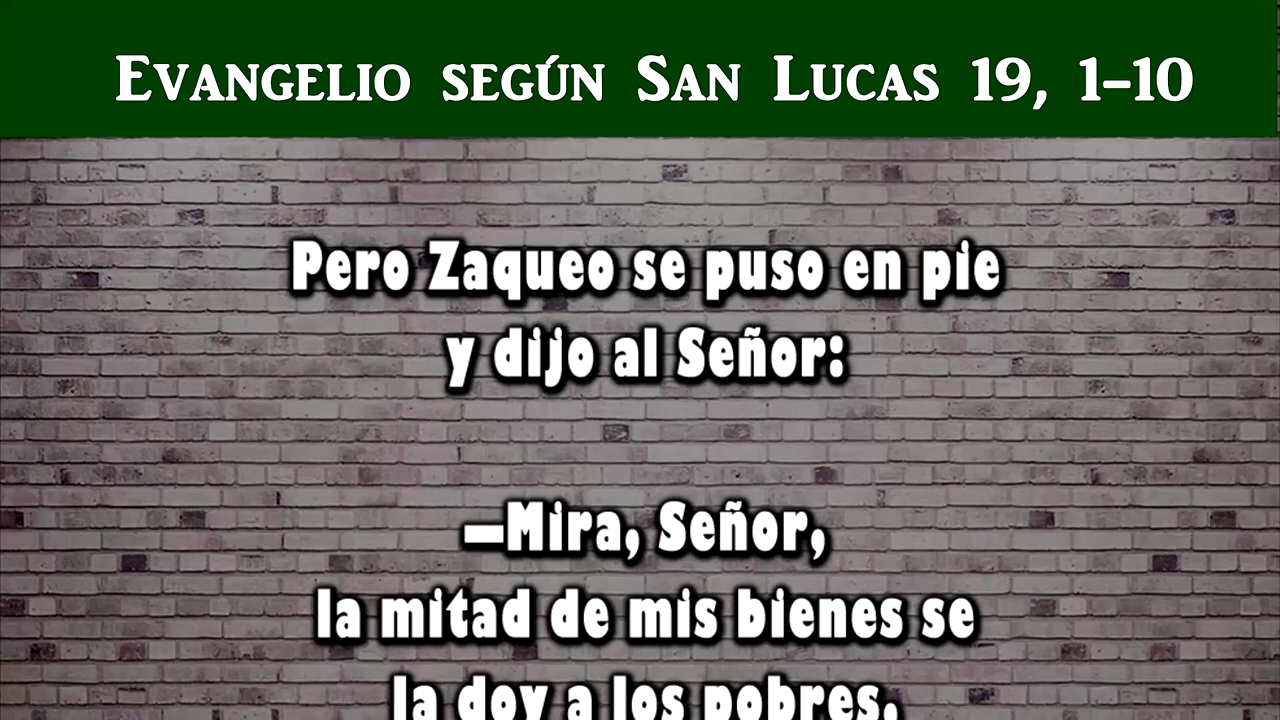 Evangelio según San Lucas 19, 1-10
Pero Zaqueo se puso en pie
y dijo al Señor:
—Mira, Señor,
la mitad de mis bienes se
la doy a los pobres.